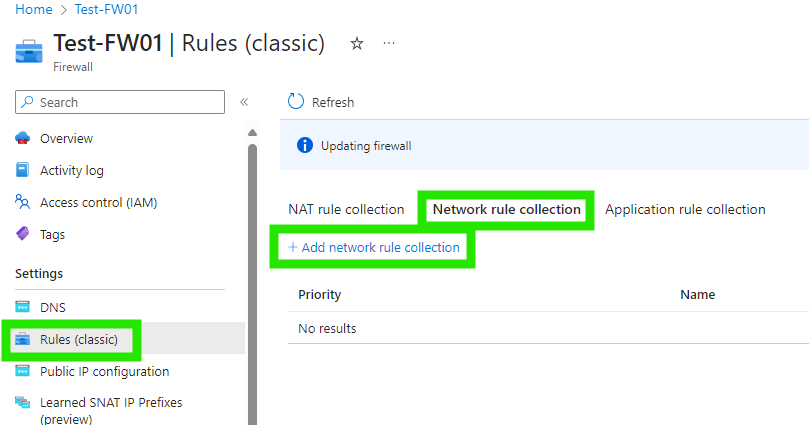 Home > Test-FW01
Test-FW01 | Rules (classic) ☆ ...
Firewall
Search «
Overview
Activity log
Access control (IAM)
Tags
Settings
DNS
Rules (classic)
Public IP configuration
Learned SNAT IP Prefixes
(preview)
Refresh
Updating firewall
NAT rule collection Network rule collection Application rule collection
+ Add network rule collection
Priority Name
No results